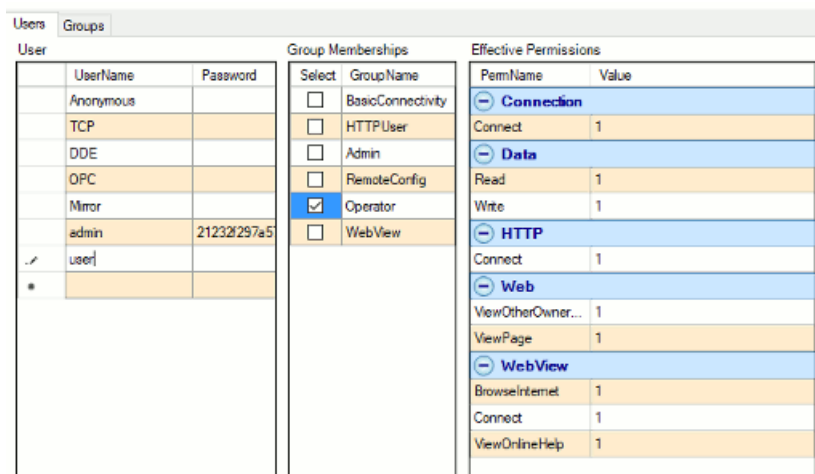 Users Groups
User Group Memberships Effective Permissions
UserName Password Select GroupName PermName Value
Anonymous BasicConnectivity Connection
TCP HTTPUser Connect 1
DDE Admin Data
OPC RemoteConfig Read 1
Mirror Operator Write 1
admin 21232f297a57 WebView HTTP
user Connect 1
Web
ViewOtherOwner... 1
ViewPage 1
WebView
BrowseInternet 1
Connect 1
ViewOnlineHelp 1